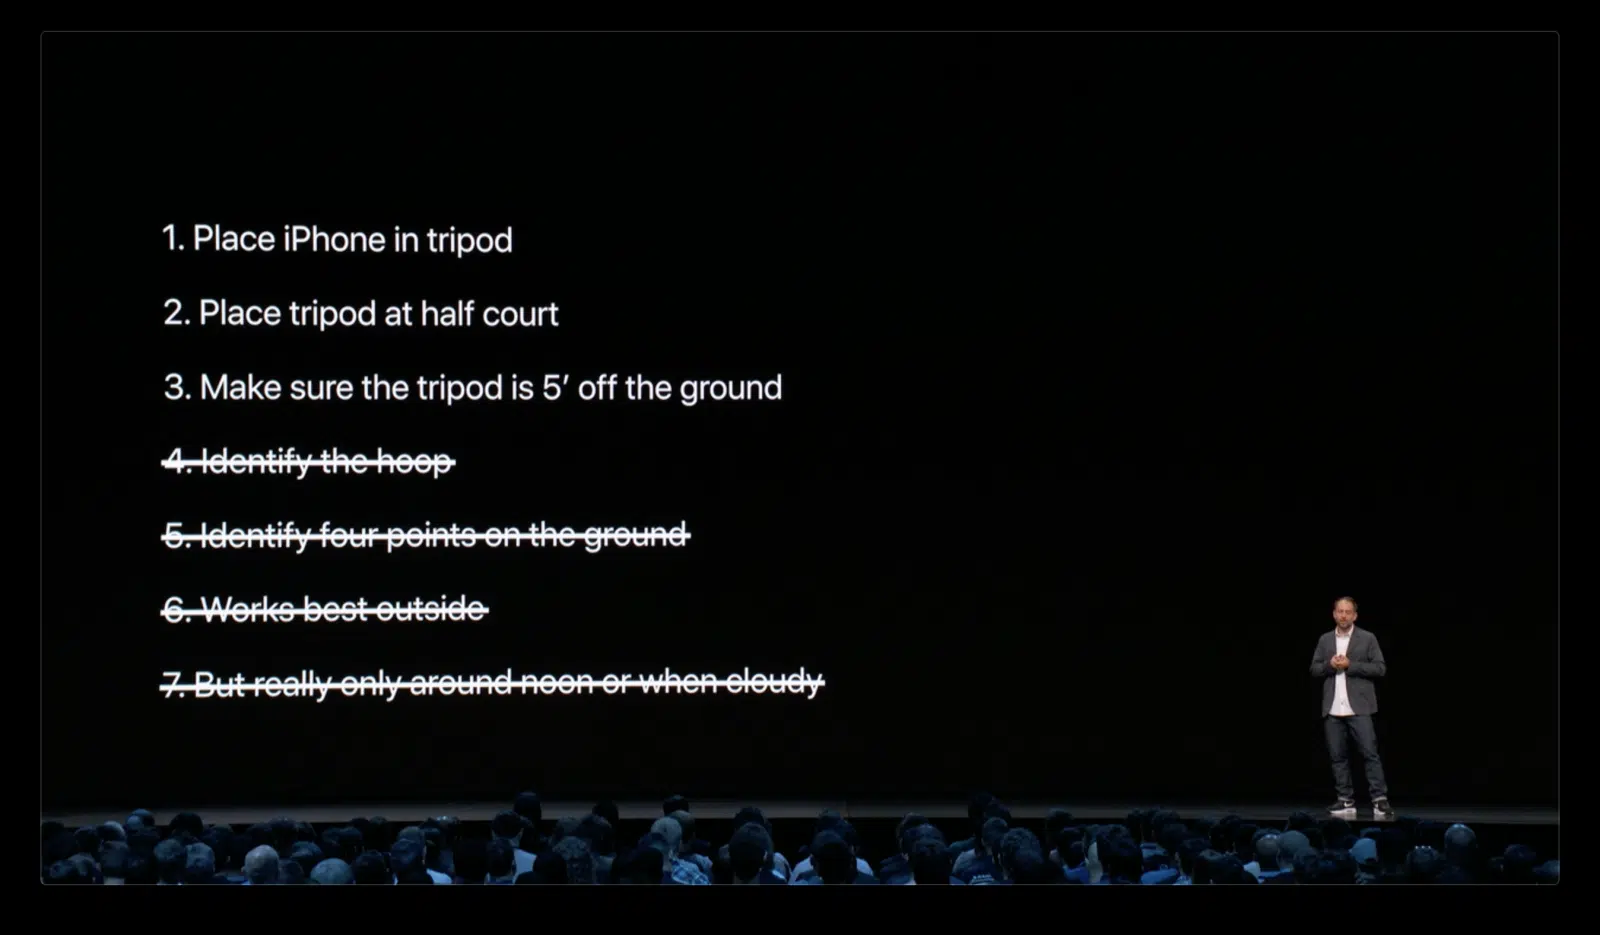 1. Place iPhone in tripod
2. Place tripod at half court
3. Make sure the tripod is 5′ off the ground
4. Identify the hoop
5. Identify four points on the ground
6. Works best outside
7. But really only around noon or when cloudy